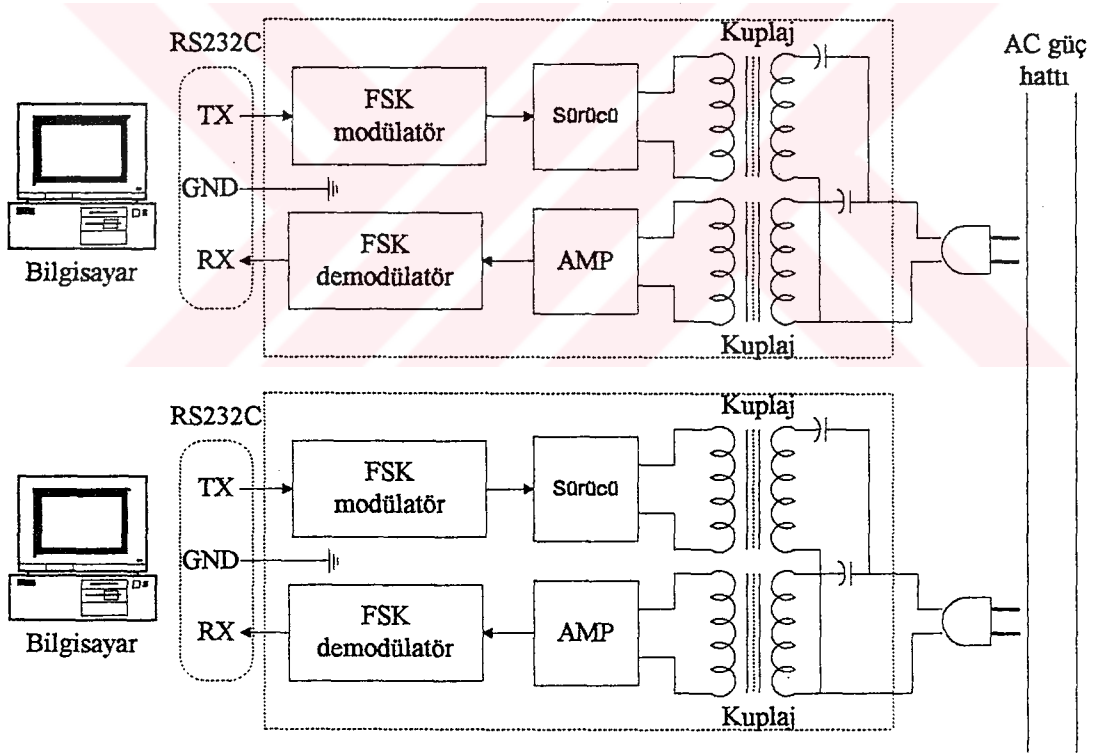 Kuplaj
RS232C
AC güç
hattı
TX
FSK
modülatör
Sürücü
GND
RX
FSK
demodülatör
AMP
Bilgisayar
Kuplaj
RS232C
Kuplaj
TX
FSK
modülatör
Sürücü
GND
RX
FSK
demodülatör
AMP
Bilgisayar
Kuplaj